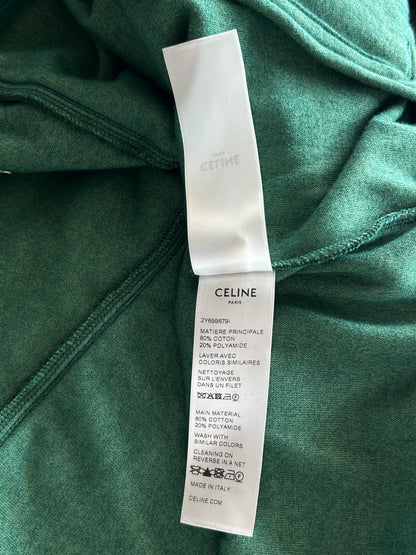 CELINE
PARIS
CELINE
PARIS
2Y698679I
MATIÈRE PRINCIPALE
80% COTON
20% POLYAMIDE
LAVER AVEC
COLORIS SIMILAIRES
NETTOYAGE
SUR L'ENVERS
DANS UN FILET
MAIN MATERIAL
80% COTTON
20% POLYAMIDE
WASH WITH
SIMILAR COLORS
CLEANING ON
REVERSE IN A NET
MADE IN ITALY
CELINE.COM